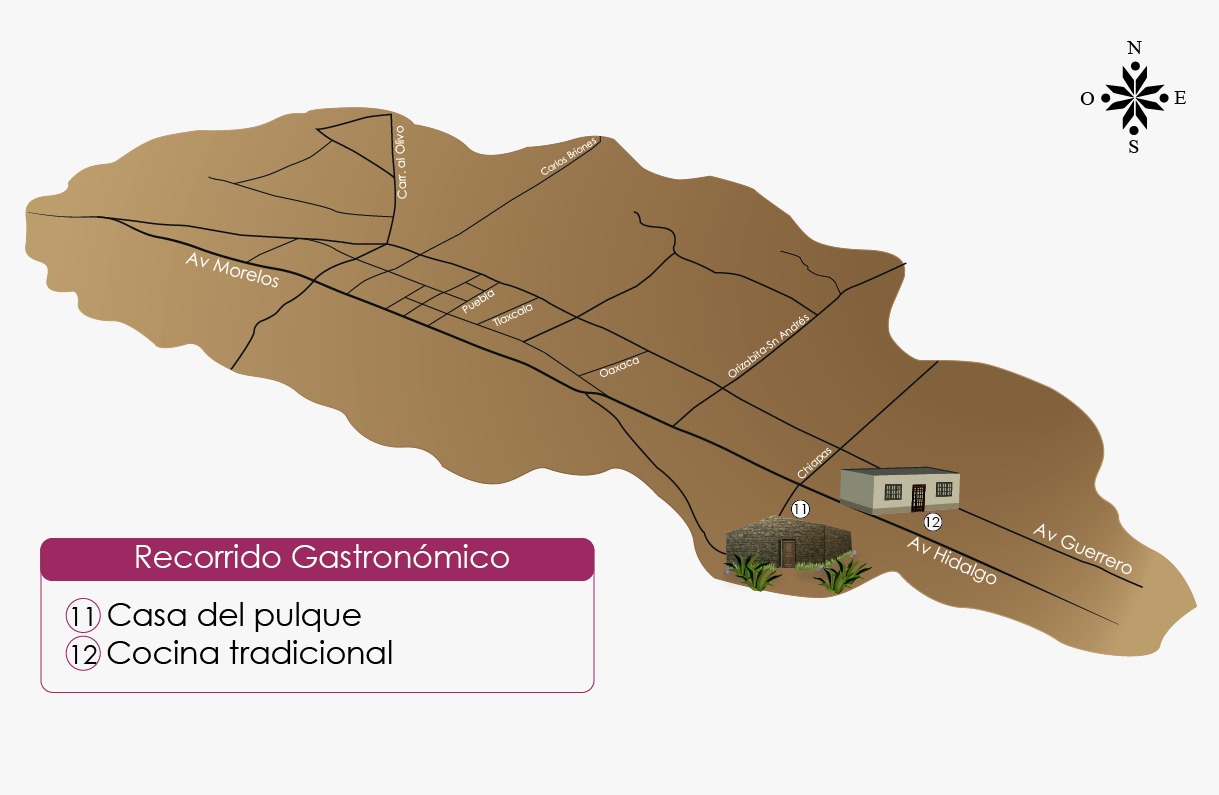 N
O
E
S
Carr. al Olivo
Carlos Briones
Av Morelos
Puebla
Tlaxcala
Oaxaca
Orizabita-Sn Andrés
Chiapas
11
12
Av Guerrero
Av Hidalgo
Recorrido Gastronómico
11 Casa del pulque
12 Cocina tradicional